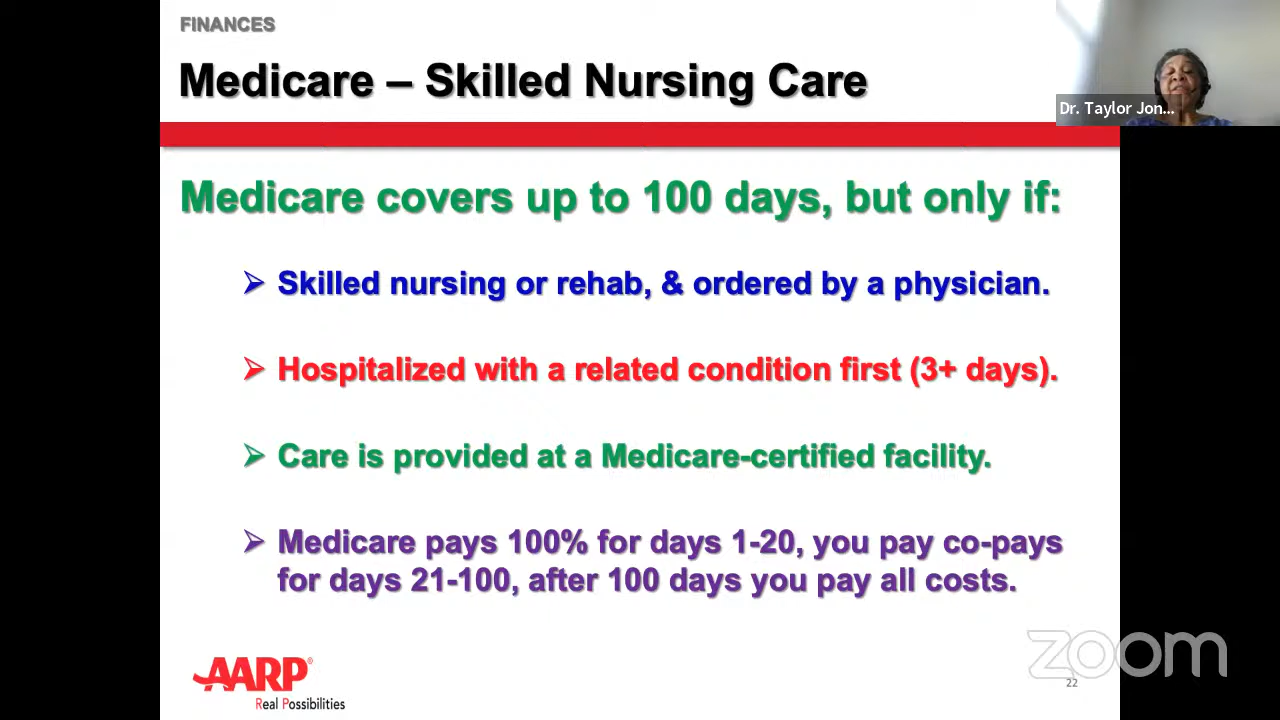 FINANCES
Medicare – Skilled Nursing Care
Dr. Taylor Jon...
Medicare covers up to 100 days, but only if:
➢ Skilled nursing or rehab, & ordered by a physician.
➢ Hospitalized with a related condition first (3+ days).
➢ Care is provided at a Medicare-certified facility.
➢ Medicare pays 100% for days 1-20, you pay co-pays
for days 21-100, after 100 days you pay all costs.
zoom
AARP®
Real Possibilities
22